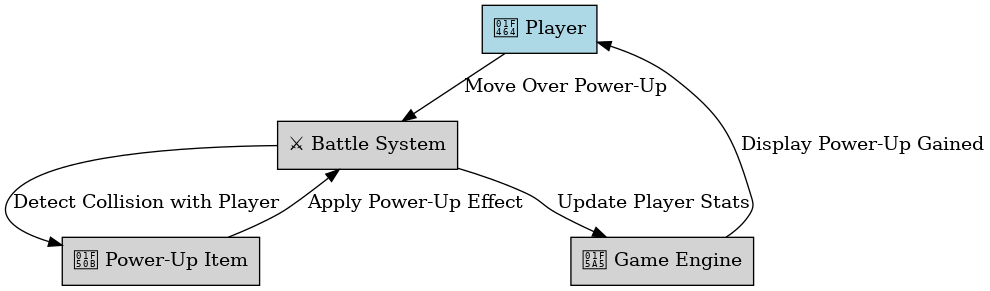 👤 Player
Move Over Power-Up
⚔ Battle System
Display Power-Up Gained
Detect Collision with Player
Apply Power-Up Effect
Update Player Stats
🔋 Power-Up Item
🖥 Game Engine